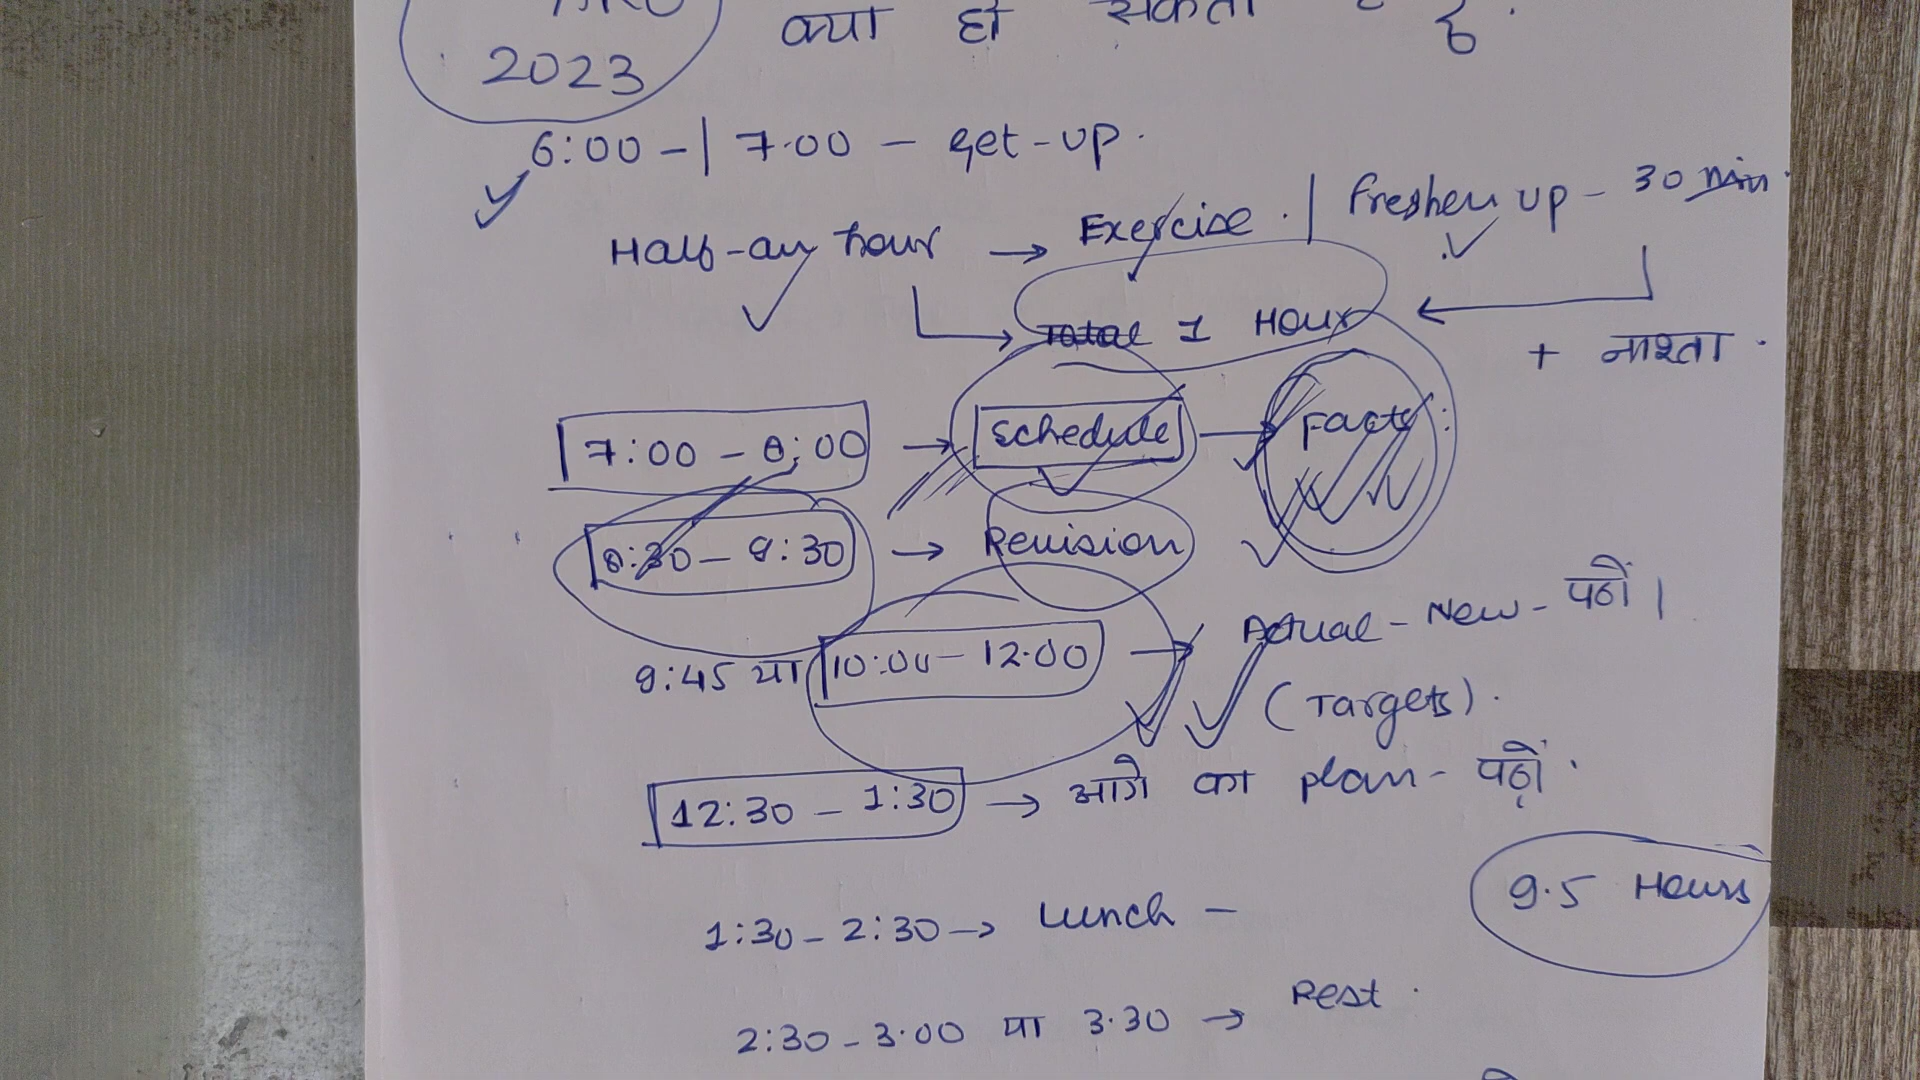 2023
क्या हो सकता है.
6:00 - | 7.00 - get-up.
Half-an hour → Exercise. | freshen up - 30 min.
Total 1 Hour
+ नाश्ता.
7:00 - 8:00 → Schedule → Facts:
8:30 - 9:30 → Revision
9:45 या 10:00 - 12.00 → Actual - New - पढ़ें।
(Targets).
12:30 - 1:30 → आगे का plan - पढ़ें.
9.5 Hours
1:30 - 2:30 → Lunch -
2:30 - 3.00 या 3.30 → Rest.